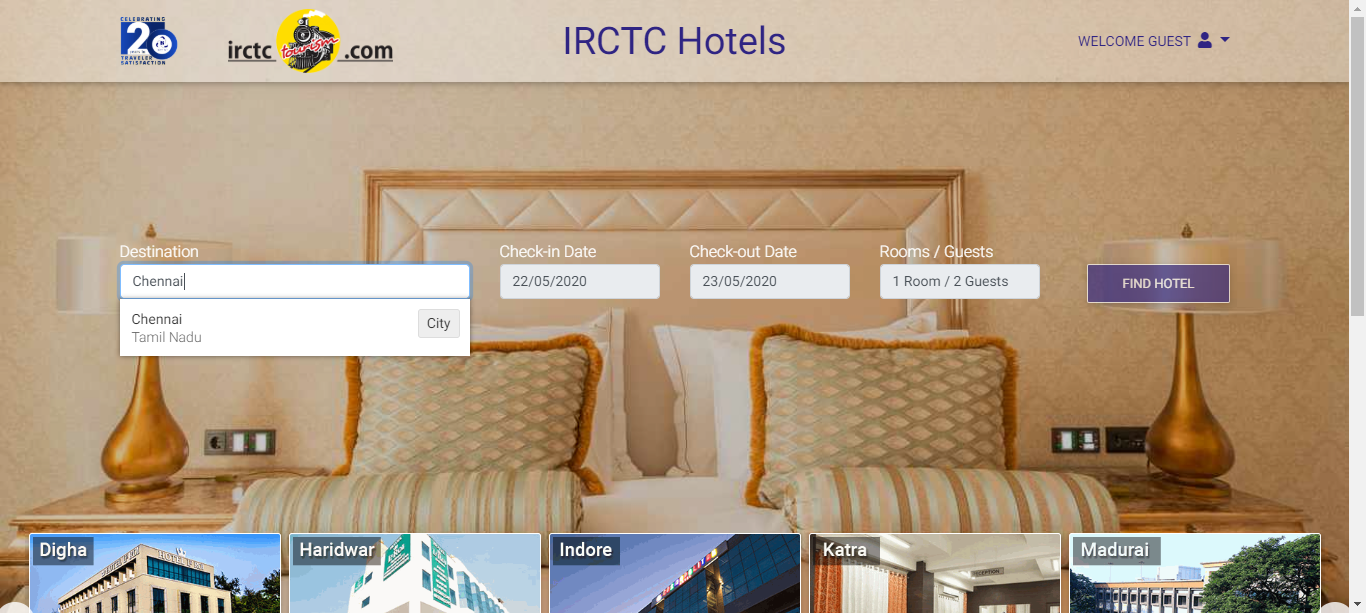 CELEBRATING
20
TRAVELER
SATISFACTION
irctc tourism .com
IRCTC Hotels
WELCOME GUEST
Destination
Check-in Date
Check-out Date
Rooms / Guests
Chennai
22/05/2020
23/05/2020
1 Room / 2 Guests
FIND HOTEL
Chennai
City
Tamil Nadu
Digha
Haridwar
Indore
Katra
Madurai
RECEPTION